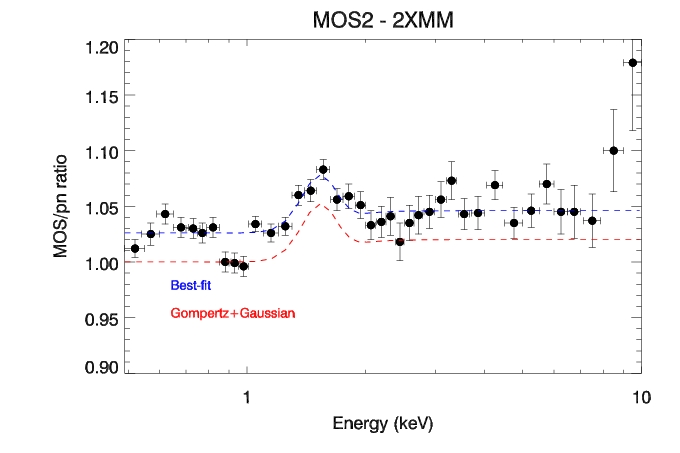 MOS2 - 2XMM
1.20
1.15
1.10
1.05
1.00
0.95
0.90
MOS/pn ratio
Best-fit
Gompertz+Gaussian
1
10
Energy (keV)